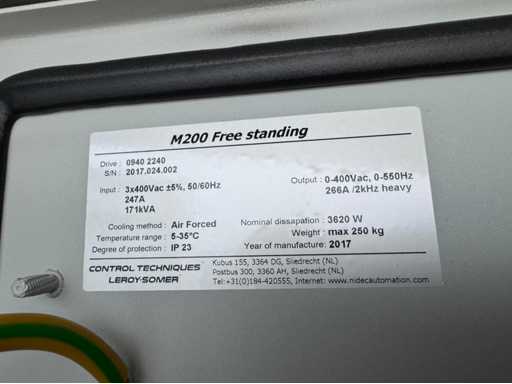 M200 Free standing
Drive : 0940 2240
S/N : 2017.024.002
Input : 3x400Vac ±5%, 50/60Hz
247A
171kVA
Output : 0-400Vac, 0-550Hz
266A /2kHz heavy
Cooling method : Air Forced
Temperature range : 5-35°C
Degree of protection : IP 23
Nominal dissapation : 3620 W
Weight : max 250 kg
Year of manufacture: 2017
CONTROL TECHNIQUES
LEROY-SOMER
Kubus 155, 3364 DG, Sliedrecht (NL)
Postbus 300, 3360 AH, Sliedrecht (NL)
Tel:+31(0)184-420555, Internet: www.nidecautomation.com